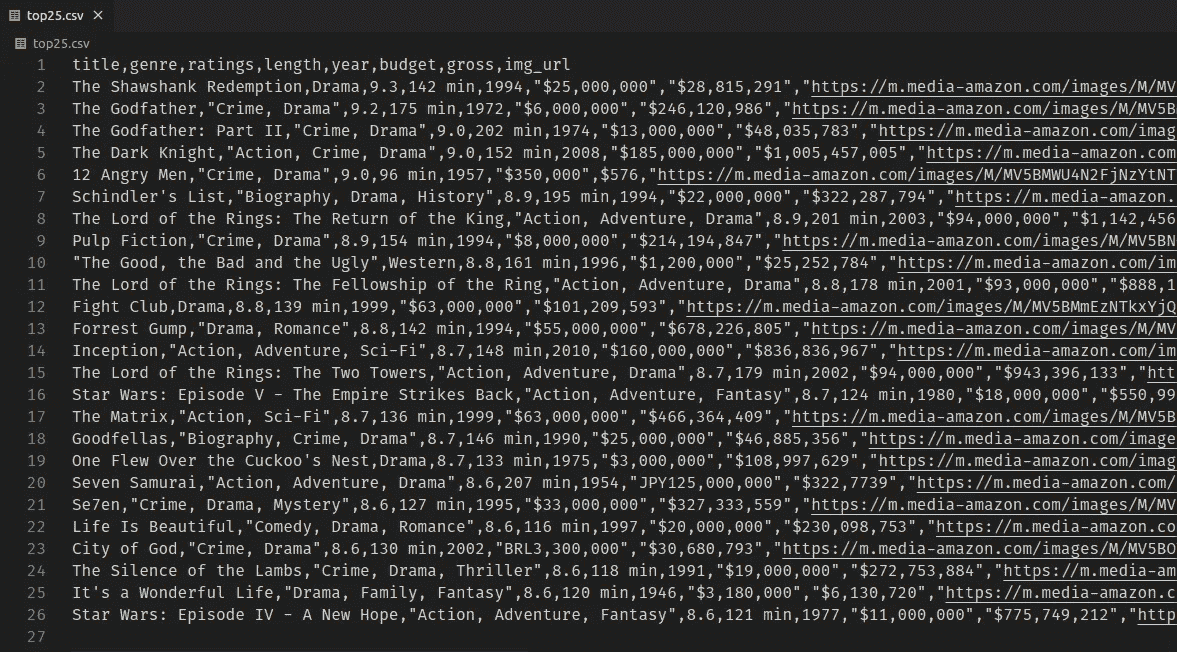 top25.csv
top25.csv
1 title,genre,ratings,length,year,budget,gross,img_url
2 The Shawshank Redemption,Drama,9.3,142 min,1994,"$25,000,000","$28,815,291","https://m.media-amazon.com/images/M/MV
3 The Godfather,"Crime, Drama",9.2,175 min,1972,"$6,000,000","$246,120,986","https://m.media-amazon.com/images/M/MV5B
4 The Godfather: Part II,"Crime, Drama",9.0,202 min,1974,"$13,000,000","$48,035,783","https://m.media-amazon.com/imag
5 The Dark Knight,"Action, Crime, Drama",9.0,152 min,2008,"$185,000,000","$1,005,457,005","https://m.media-amazon.com
6 12 Angry Men,"Crime, Drama",9.0,96 min,1957,"$350,000",$576,"https://m.media-amazon.com/images/M/MV5BMWU4N2FjNzYtNT
7 Schindler's List,"Biography, Drama, History",8.9,195 min,1994,"$22,000,000","$322,287,794","https://m.media-amazon.
8 The Lord of the Rings: The Return of the King,"Action, Adventure, Drama",8.9,201 min,2003,"$94,000,000","$1,142,456
9 Pulp Fiction,"Crime, Drama",8.9,154 min,1994,"$8,000,000","$214,194,847","https://m.media-amazon.com/images/M/MV5BN
10 "The Good, the Bad and the Ugly",Western,8.8,161 min,1996,"$1,200,000","$25,252,784","https://m.media-amazon.com/im
11 The Lord of the Rings: The Fellowship of the Ring,"Action, Adventure, Drama",8.8,178 min,2001,"$93,000,000","$888,1
12 Fight Club,Drama,8.8,139 min,1999,"$63,000,000","$101,209,593","https://m.media-amazon.com/images/M/MV5BMmEzNTkxYjQ
13 Forrest Gump,"Drama, Romance",8.8,142 min,1994,"$55,000,000","$678,226,805","https://m.media-amazon.com/images/M/MV
14 Inception,"Action, Adventure, Sci-Fi",8.7,148 min,2010,"$160,000,000","$836,836,967","https://m.media-amazon.com/im
15 The Lord of the Rings: The Two Towers,"Action, Adventure, Drama",8.7,179 min,2002,"$94,000,000","$943,396,133","htt
16 Star Wars: Episode V - The Empire Strikes Back,"Action, Adventure, Fantasy",8.7,124 min,1980,"$18,000,000","$550,99
17 The Matrix,"Action, Sci-Fi",8.7,136 min,1999,"$63,000,000","$466,364,409","https://m.media-amazon.com/images/M/MV5B
18 Goodfellas,"Biography, Crime, Drama",8.7,146 min,1990,"$25,000,000","$46,885,356","https://m.media-amazon.com/image
19 One Flew Over the Cuckoo's Nest,Drama,8.7,133 min,1975,"$3,000,000","$108,997,629","https://m.media-amazon.com/imag
20 Seven Samurai,"Action, Adventure, Drama",8.6,207 min,1954,"JPY125,000,000","$322,7739","https://m.media-amazon.com/
21 Se7en,"Crime, Drama, Mystery",8.6,127 min,1995,"$33,000,000","$327,333,559","https://m.media-amazon.com/images/M/MV
22 Life Is Beautiful,"Comedy, Drama, Romance",8.6,116 min,1997,"$20,000,000","$230,098,753","https://m.media-amazon.co
23 City of God,"Crime, Drama",8.6,130 min,2002,"BRL3,300,000","$30,680,793","https://m.media-amazon.com/images/M/MV5BO
24 The Silence of the Lambs,"Crime, Drama, Thriller",8.6,118 min,1991,"$19,000,000","$272,753,884","https://m.media-am
25 It's a Wonderful Life,"Drama, Family, Fantasy",8.6,120 min,1946,"$3,180,000","$6,130,720","https://m.media-amazon.c
26 Star Wars: Episode IV - A New Hope,"Action, Adventure, Fantasy",8.6,121 min,1977,"$11,000,000","$775,749,212","http
27